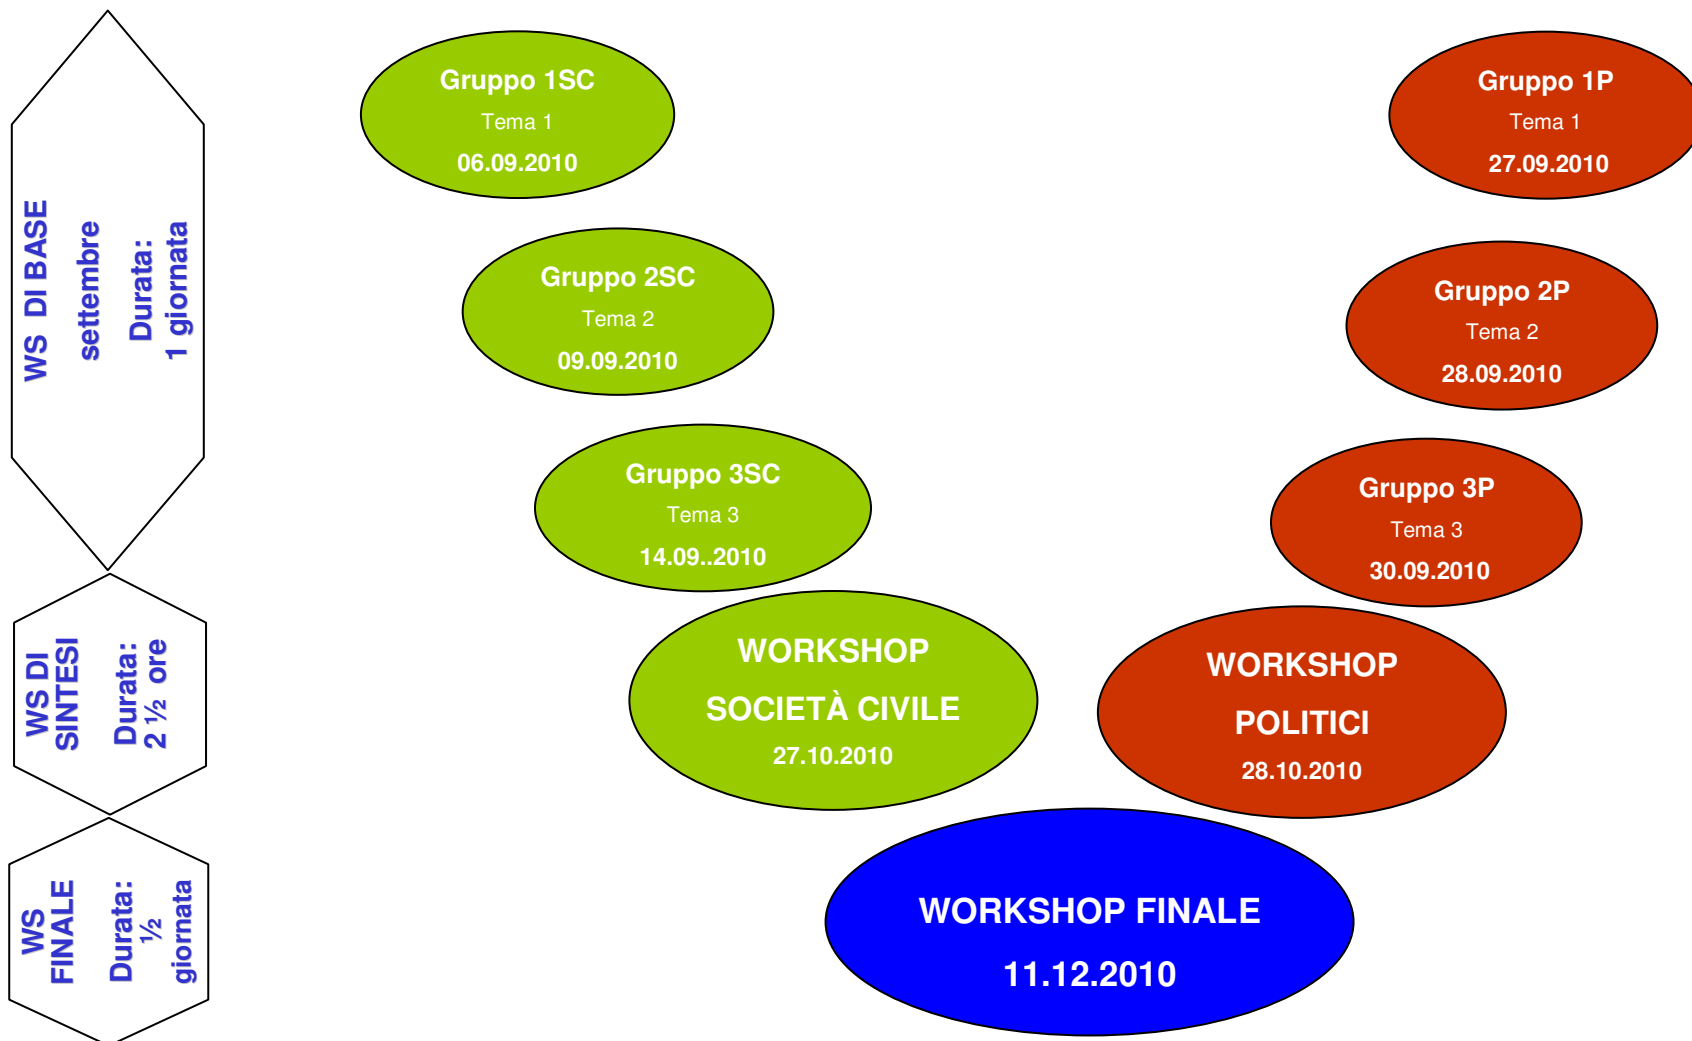 WS DI BASE
settembre
Durata:
1 giornata
WS DI
SINTESI
Durata:
2 ½ ore
WS
FINALE
Durata:
½
giornata
Gruppo 1SC
Tema 1
06.09.2010
Gruppo 2SC
Tema 2
09.09.2010
Gruppo 3SC
Tema 3
14.09..2010
WORKSHOP
SOCIETÀ CIVILE
27.10.2010
Gruppo 1P
Tema 1
27.09.2010
Gruppo 2P
Tema 2
28.09.2010
Gruppo 3P
Tema 3
30.09.2010
WORKSHOP
POLITICI
28.10.2010
WORKSHOP FINALE
11.12.2010